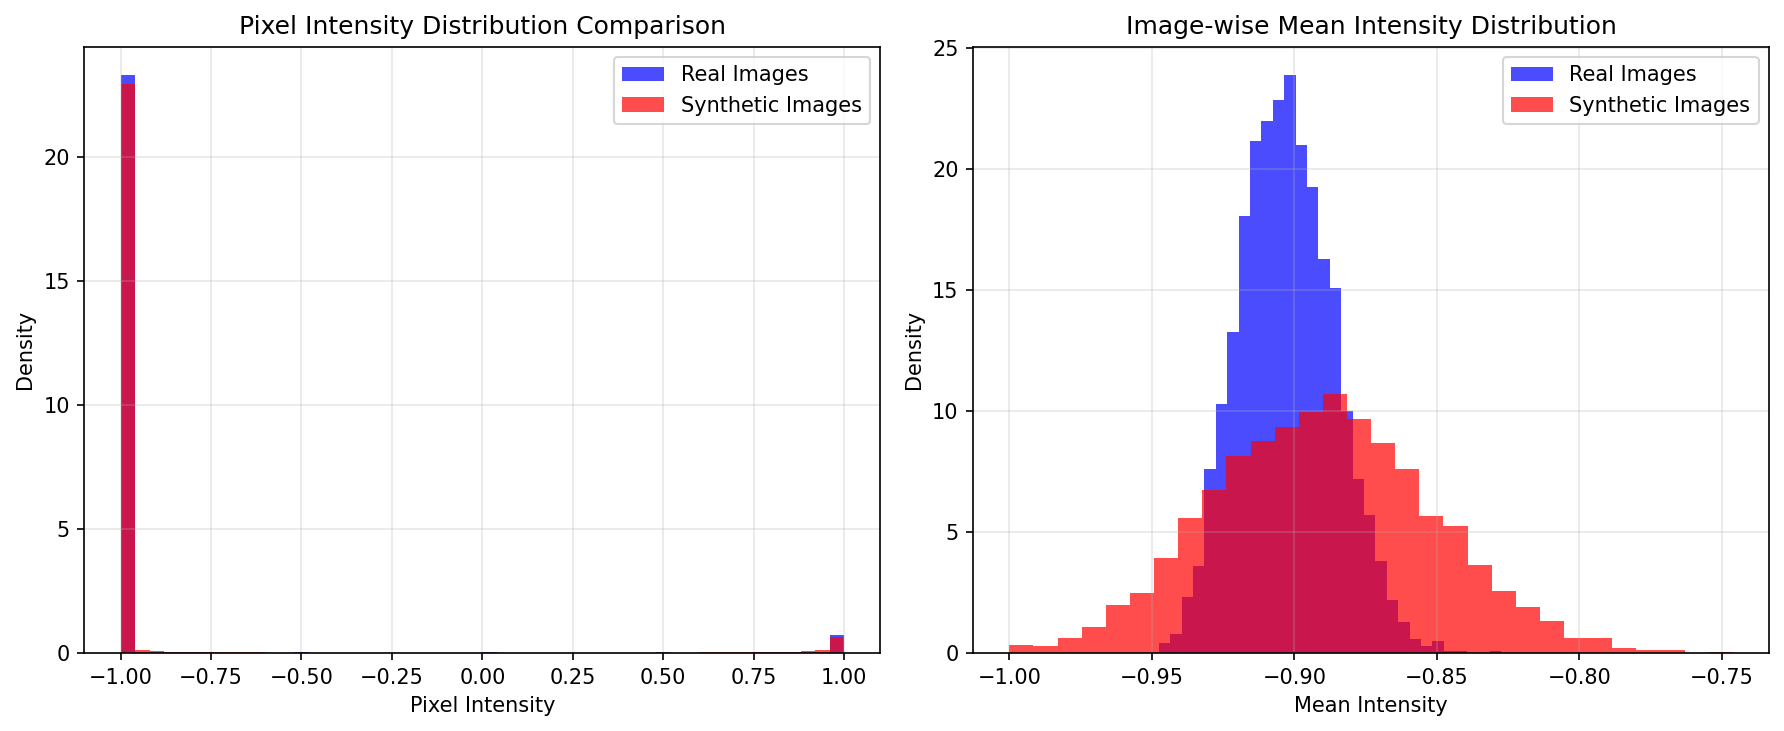 Pixel Intensity Distribution Comparison
Real Images
Synthetic Images
Density
20
15
10
5
0
−1.00 −0.75 −0.50 −0.25 0.00 0.25 0.50 0.75 1.00
Pixel Intensity
Image-wise Mean Intensity Distribution
Real Images
Synthetic Images
Density
25
20
15
10
5
0
−1.00 −0.95 −0.90 −0.85 −0.80 −0.75
Mean Intensity